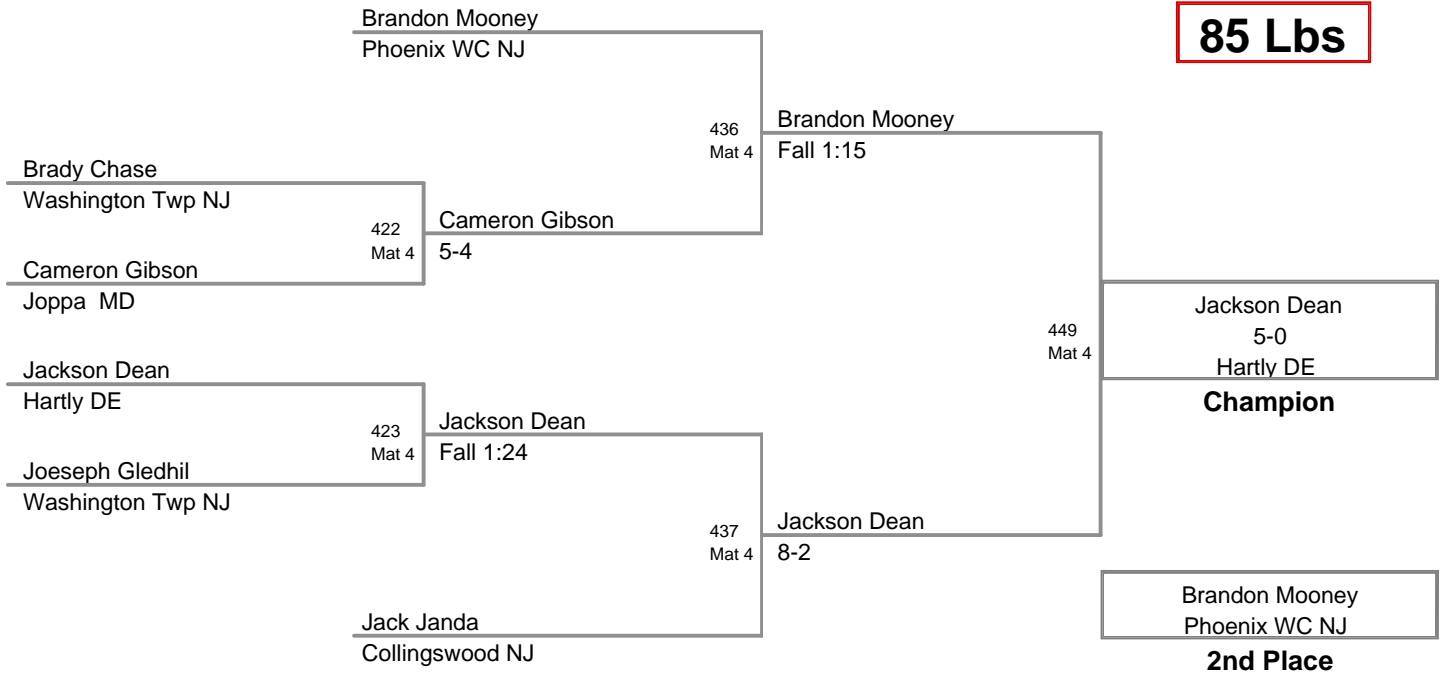 Brandon Mooney
Phoenix WC NJ
85 Lbs
436
Mat 4
Brandon Mooney
Fall 1:15
Brady Chase
Washington Twp NJ
422
Mat 4
Cameron Gibson
5-4
Cameron Gibson
Joppa  MD
449
Mat 4
Jackson Dean
5-0
Hartly DE
Champion
Jackson Dean
Hartly DE
423
Mat 4
Jackson Dean
Fall 1:24
Joeseph Gledhil
Washington Twp NJ
437
Mat 4
Jackson Dean
8-2
Jack Janda
Collingswood NJ
Brandon Mooney
Phoenix WC NJ
2nd Place